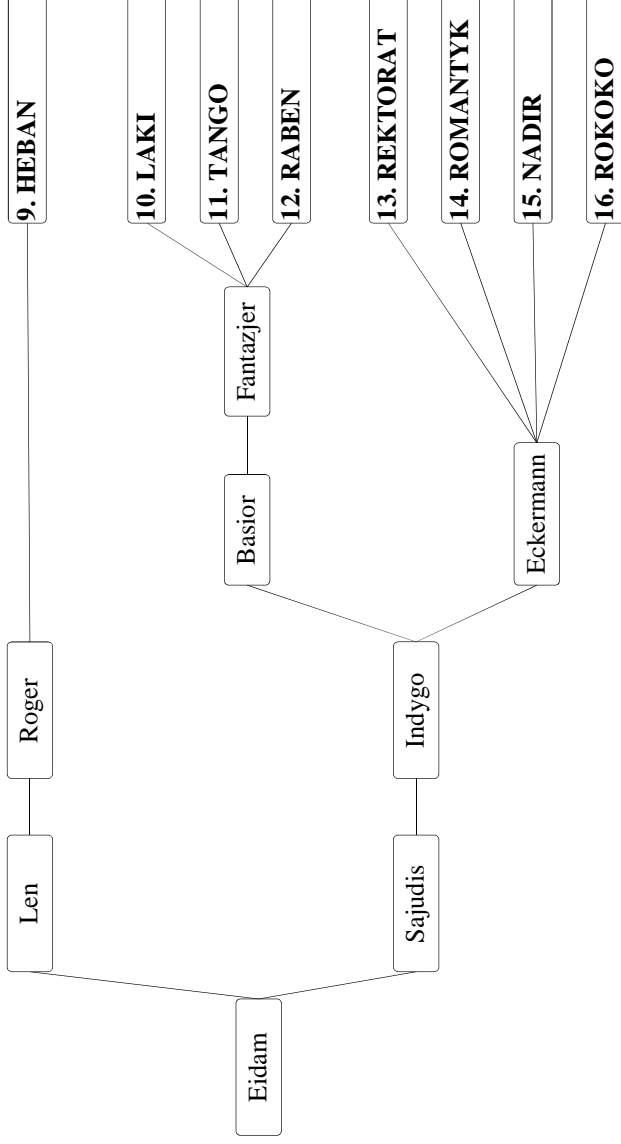 Eidam
Len
Sajudis
Roger
Indygo
Basior
Eckermann
Fantazjer
9. HEBAN
10. LAKI
11. TANGO
12. RABEN
13. REKTORAT
14. ROMANTYK
15. NADIR
16. ROKOKO